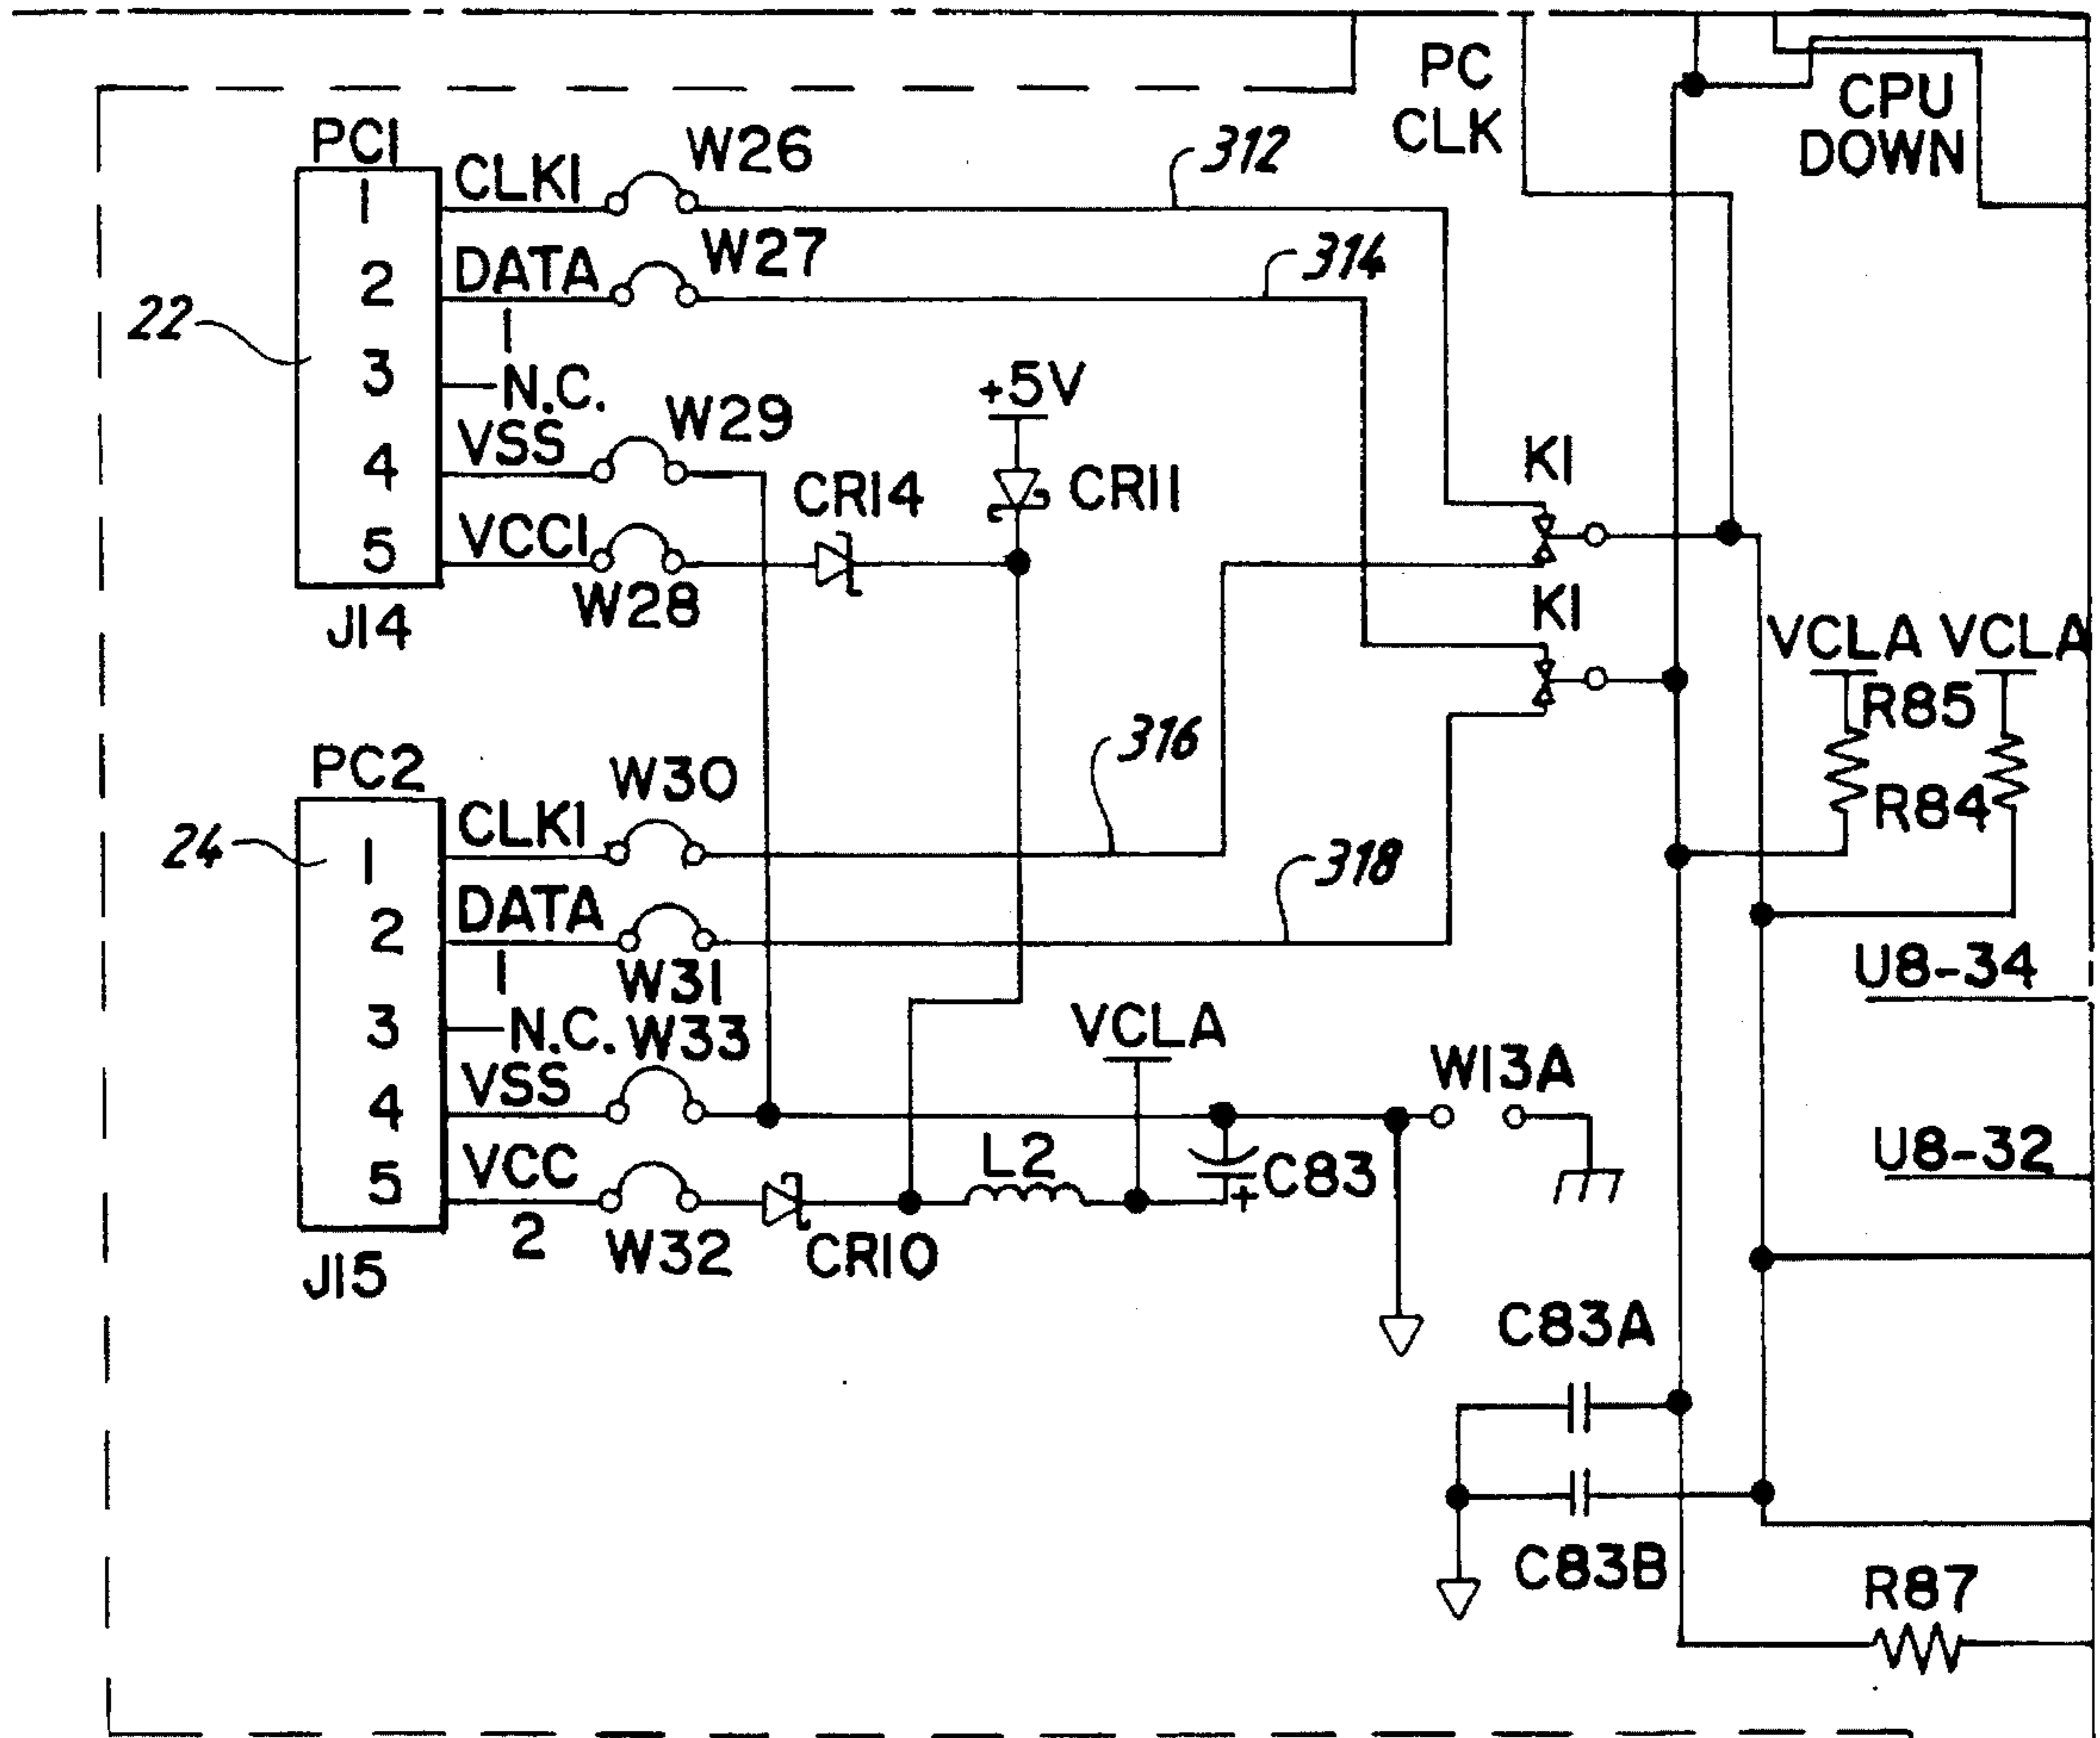 PC
CLK
CPU
DOWN
PC1
1
2
3
4
5
J14
22
CLK1
DATA
1
N.C.
VSS
VCC1
W26
W27
W29
W28
312
314
+5V
CR14
CR11
K1
K1
VCLA
VCLA
R85
R84
PC2
1
2
3
4
5
J15
24
CLK1
DATA
1
N.C.
VSS
VCC
2
W30
W31
W33
W32
316
318
VCLA
W13A
L2
C83
+
CR10
U8-34
U8-32
C83A
C83B
R87